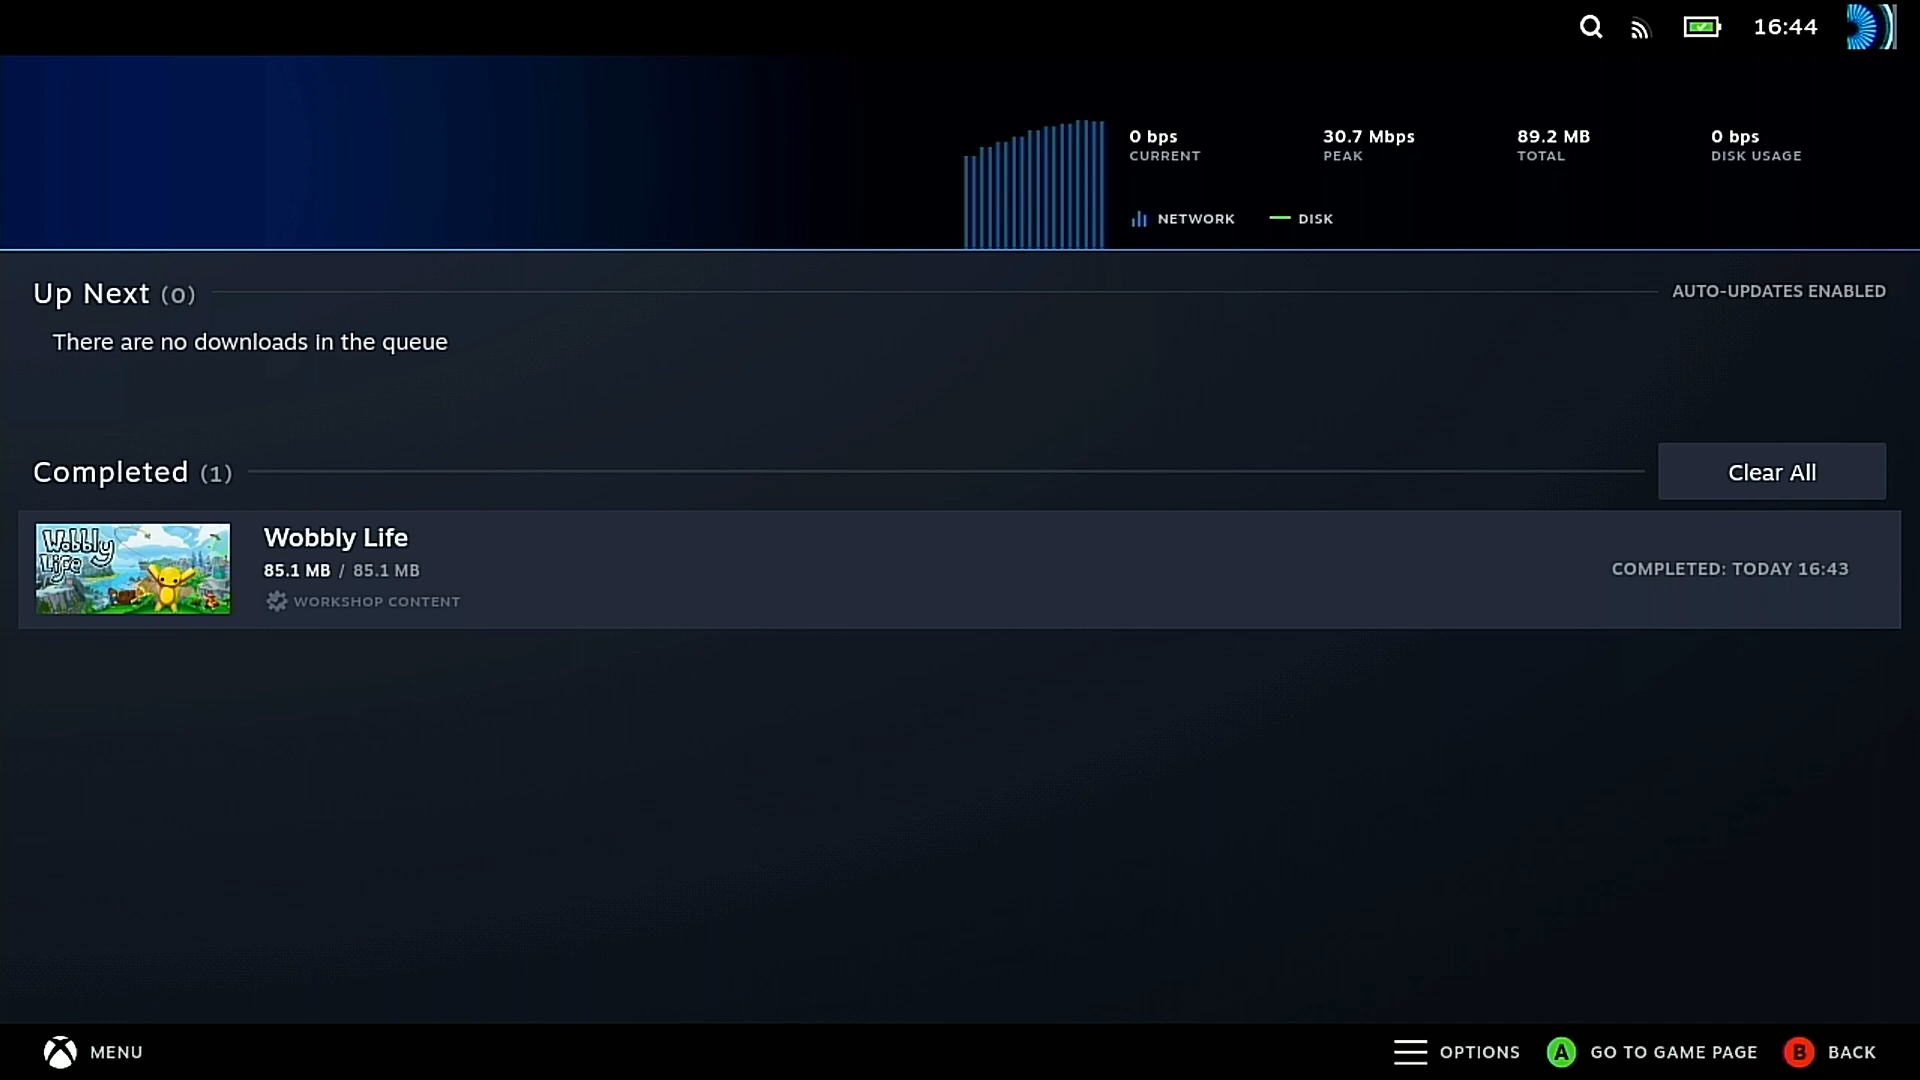 16:44
0 bps
CURRENT
30.7 Mbps
PEAK
89.2 MB
TOTAL
0 bps
DISK USAGE
NETWORK
DISK
Up Next (0)
AUTO-UPDATES ENABLED
There are no downloads in the queue
Completed (1)
Clear All
Wobbly
Life
Wobbly Life
85.1 MB / 85.1 MB
WORKSHOP CONTENT
COMPLETED: TODAY 16:43
MENU
OPTIONS
A GO TO GAME PAGE
B BACK